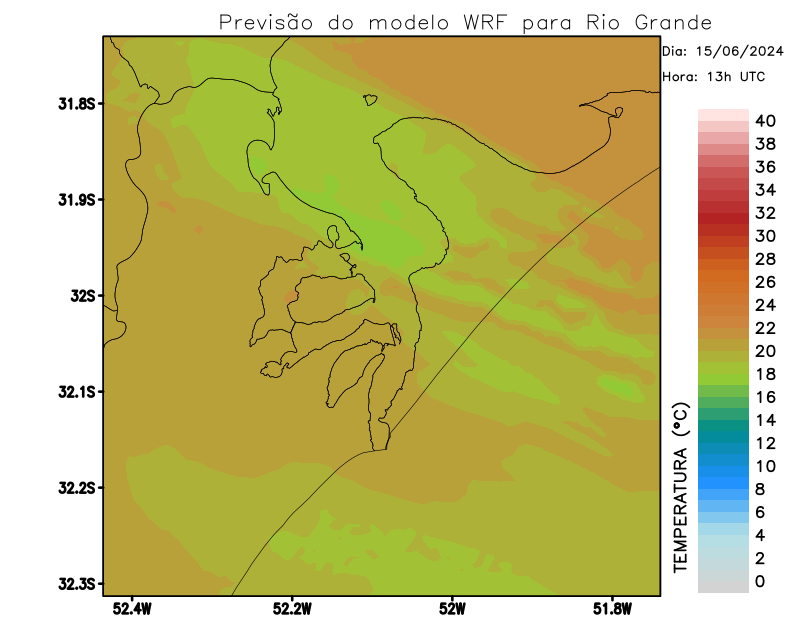 Previsão do modelo WRF para Rio Grande
Dia: 15/06/2024
Hora: 13h UTC
31.8S
31.9S
32S
32.1S
32.2S
32.3S
52.4W
52.2W
52W
51.8W
TEMPERATURA (°C)
40
38
36
34
32
30
28
26
24
22
20
18
16
14
12
10
8
6
4
2
0